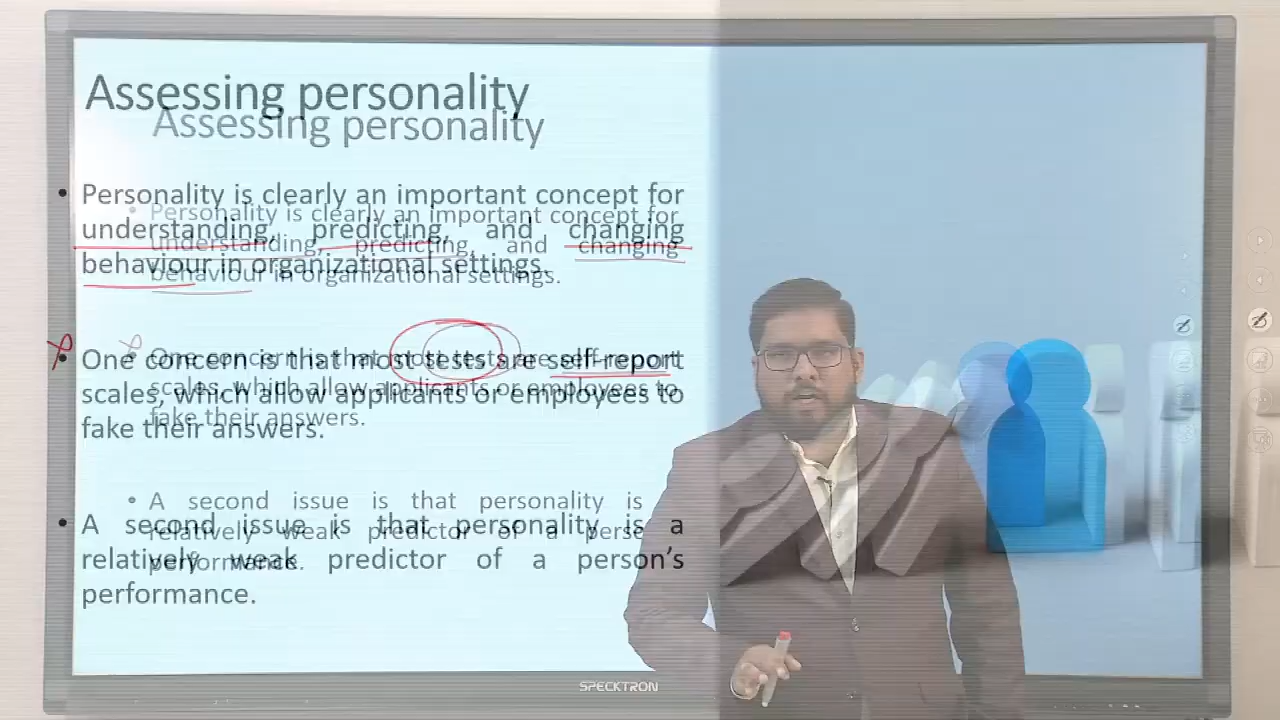 Assessing personality
• Personality is clearly an important concept for
understanding, predicting, and changing
behaviour in organizational settings.
• One concern is that most tests are self-report
scales, which allow applicants or employees to
fake their answers.
• A second issue is that personality is a
relatively weak predictor of a person's
performance.
Assessing personality
• Personality is clearly an important concept for
understanding, predicting, and changing
behaviour in organizational settings.
• One concern is that most tests are self-report
scales, which allow applicants or employees to
fake their answers.
• A second issue is that personality is
relatively weak predictor of a
performance.
SPECKTRON